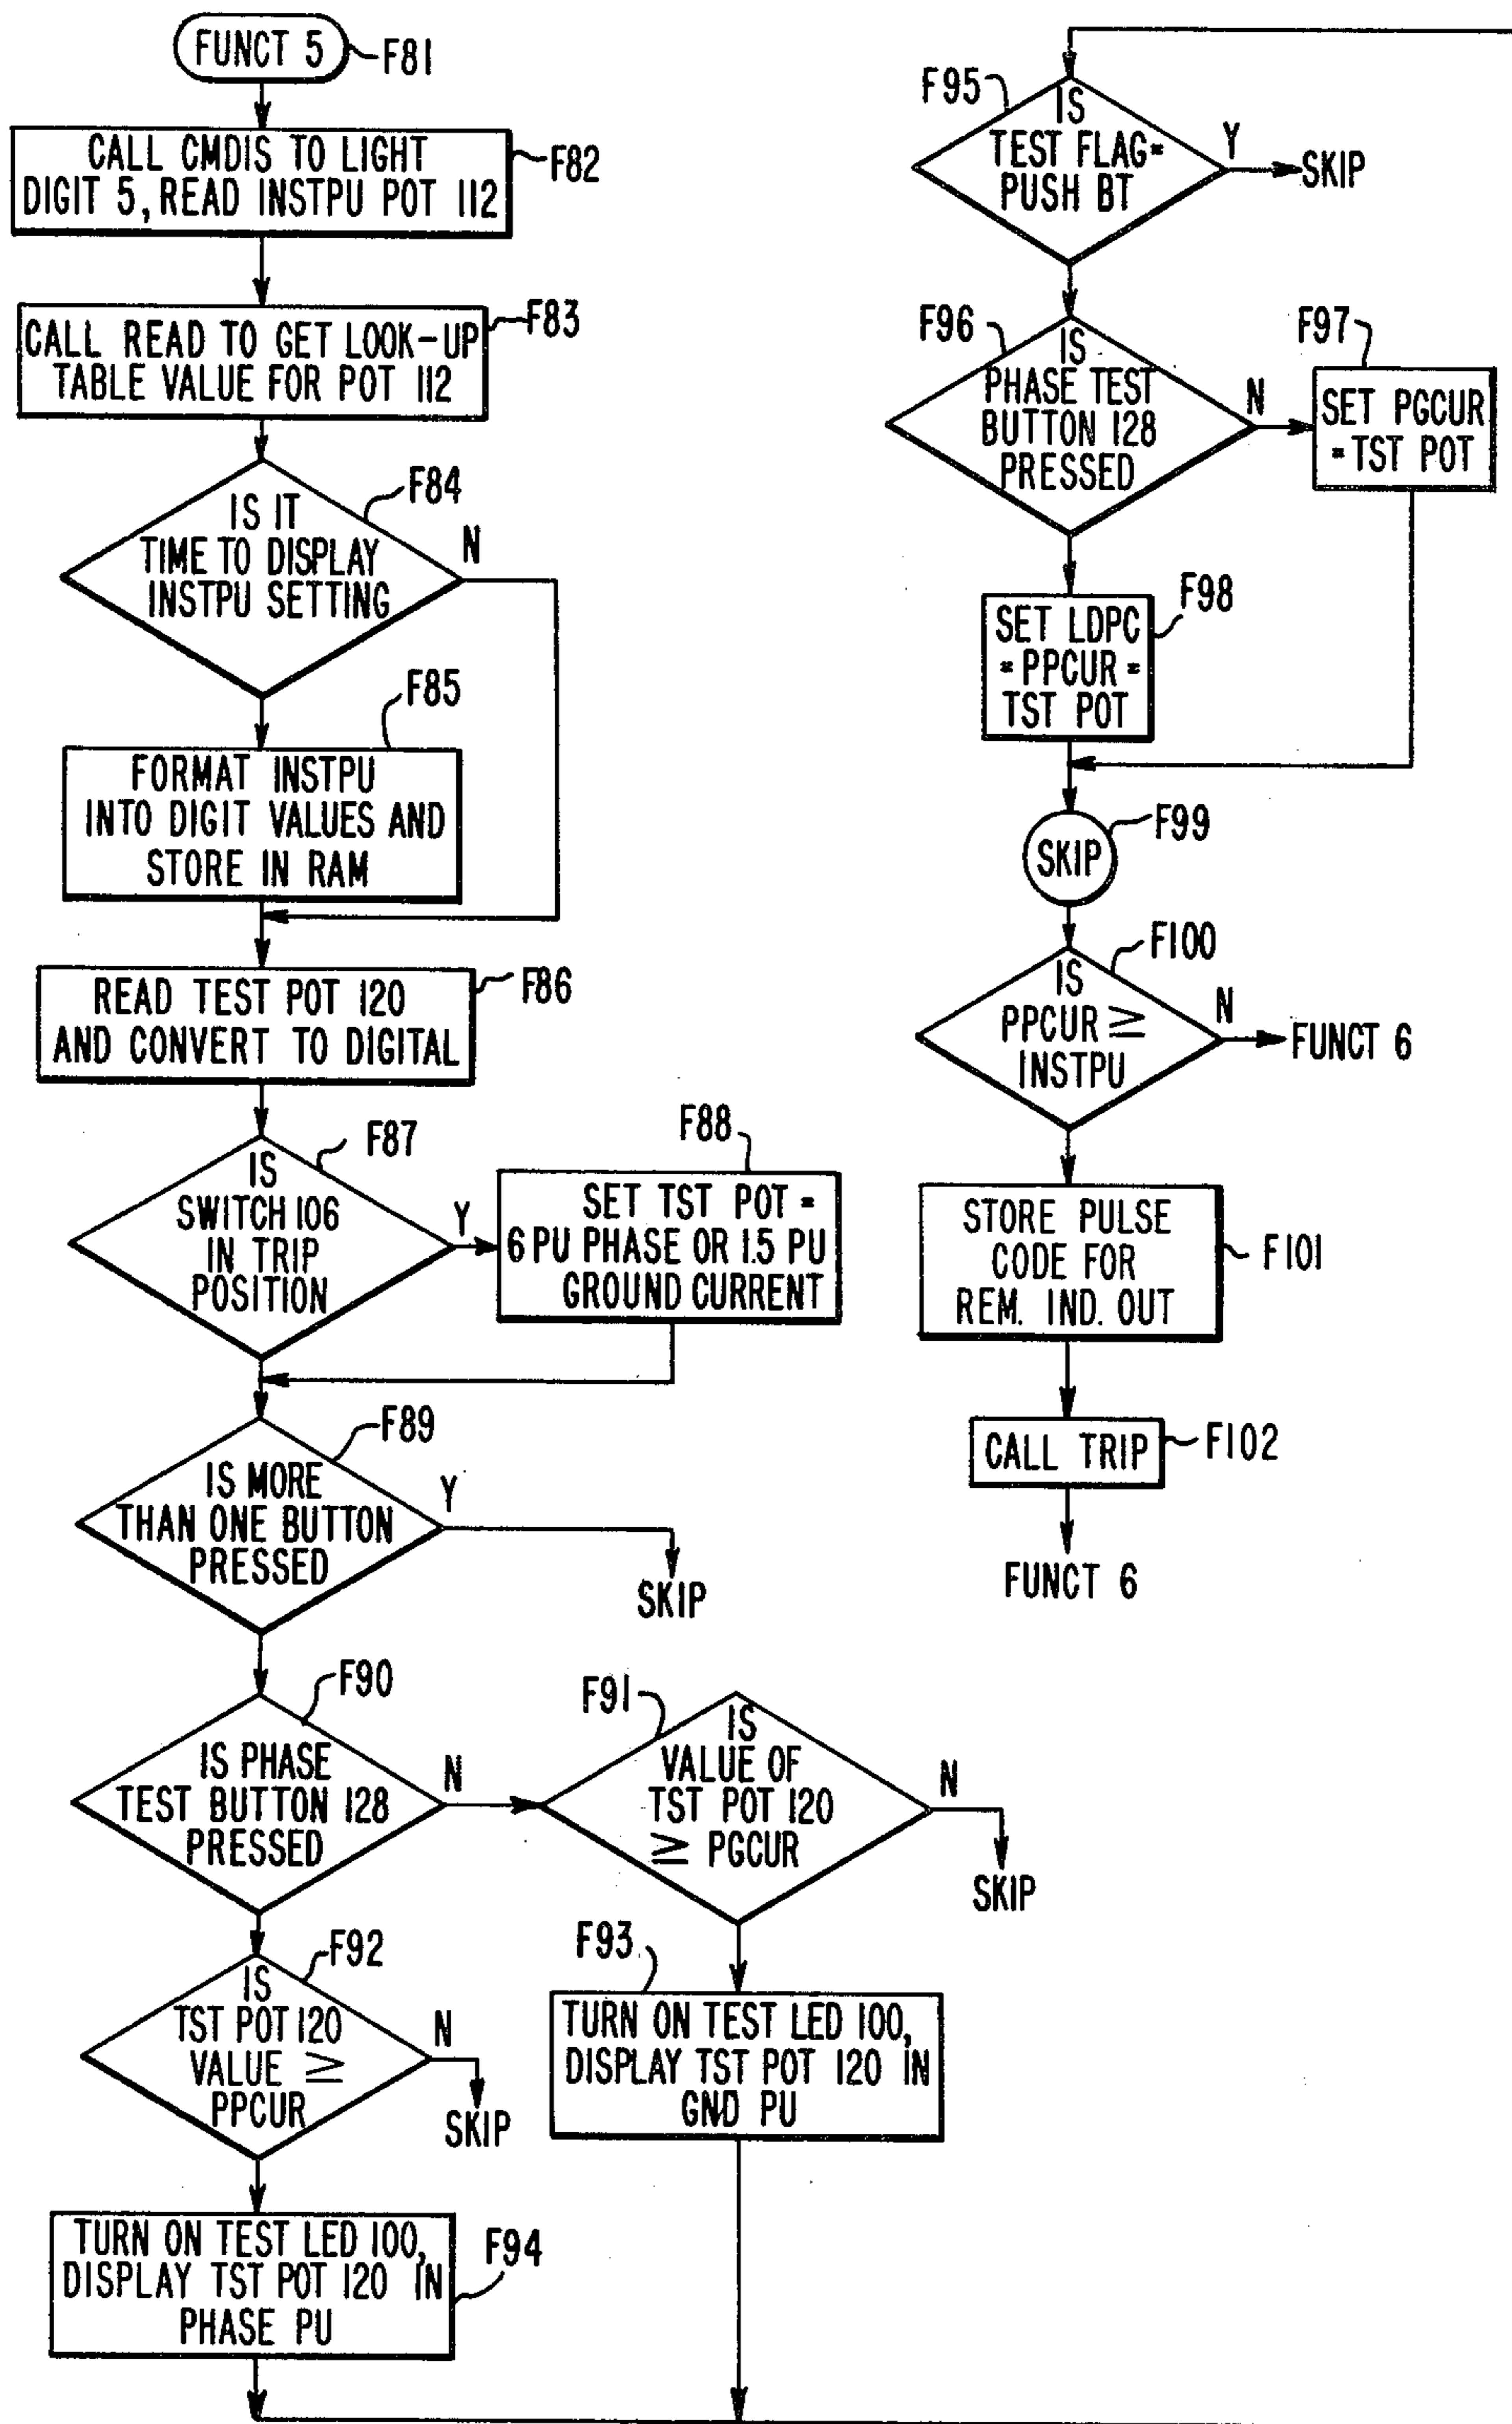 FUNCT 5
F81
CALL CMDIS TO LIGHT
DIGIT 5, READ INSTPU POT 112
F82
CALL READ TO GET LOOK-UP
TABLE VALUE FOR POT 112
F83
IS IT
TIME TO DISPLAY
INSTPU SETTING
F84
N
FORMAT INSTPU
INTO DIGIT VALUES AND
STORE IN RAM
F85
READ TEST POT 120
AND CONVERT TO DIGITAL
F86
IS
SWITCH 106
IN TRIP
POSITION
F87
Y
SET TST POT =
6 PU PHASE OR 1.5 PU
GROUND CURRENT
F88
IS MORE
THAN ONE BUTTON
PRESSED
F89
Y
SKIP
IS PHASE
TEST BUTTON 128
PRESSED
F90
N
IS
VALUE OF
TST POT 120
≥ PGCUR
F91
N
SKIP
IS
TST POT 120
VALUE ≥
PPCUR
F92
N
SKIP
TURN ON TEST LED 100,
DISPLAY TST POT 120 IN
GND PU
F93
TURN ON TEST LED 100,
DISPLAY TST POT 120 IN
PHASE PU
F94
IS
TEST FLAG=
PUSH BT
F95
Y
SKIP
IS
PHASE TEST
BUTTON 128
PRESSED
F96
N
SET PGCUR
=TST POT
F97
SET LDPC
=PPCUR=
TST POT
F98
SKIP
F99
IS
PPCUR ≥
INSTPU
F100
N
FUNCT 6
STORE PULSE
CODE FOR
REM. IND. OUT
F101
CALL TRIP
F102
FUNCT 6